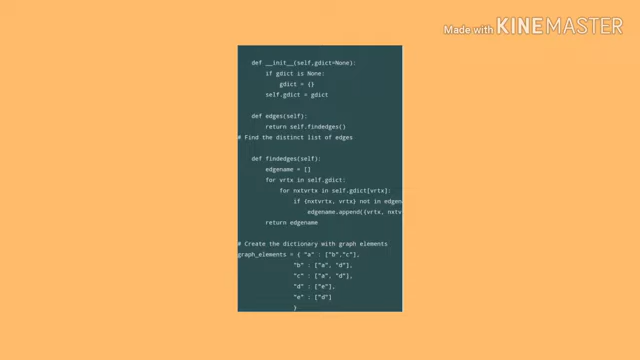 Made with KINEMASTER
def __init__(self,gdict=None):
if gdict is None:
gdict = {}
self.gdict = gdict
def edges(self):
return self.findedges()
# Find the distinct list of edges
def findedges(self):
edgename = []
for vrtx in self.gdict:
for nxtvrtx in self.gdict[vrtx]:
if {nxtvrtx, vrtx} not in edgen
edgename.append({vrtx, nxtv
return edgename
# Create the dictionary with graph elements
graph_elements = { "a" : ["b","c"],
"b" : ["a", "d"],
"c" : ["a", "d"],
"d" : ["e"],
"e" : ["d"]
}